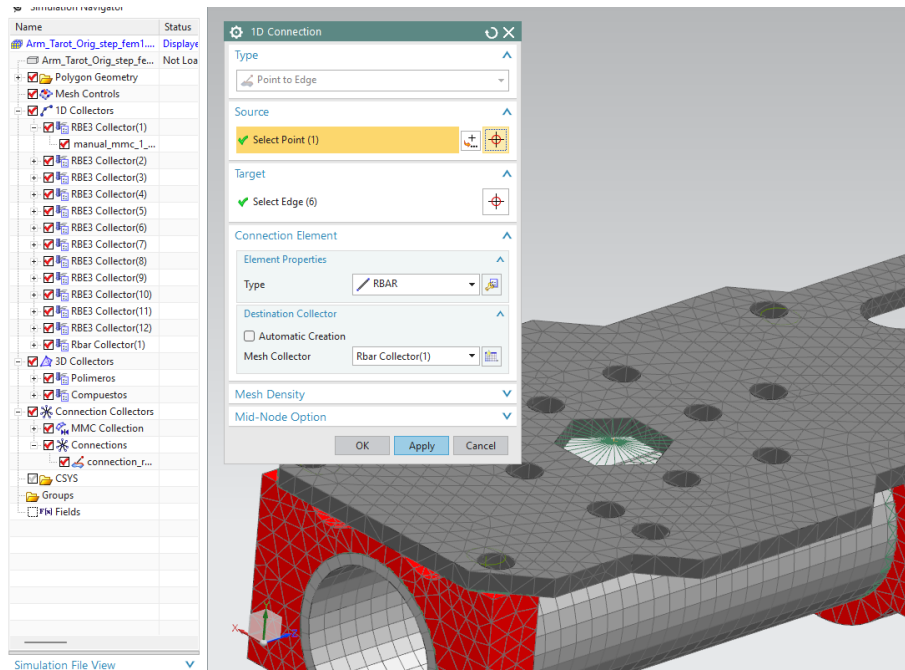 Simulation Navigator
Name Status
Arm_Tarot_Orig_step_fem1.... Displaye
Arm_Tarot_Orig_step_fe... Not Loa
Polygon Geometry
Mesh Controls
1D Collectors
RBE3 Collector(1)
manual_mmc_1_...
RBE3 Collector(2)
RBE3 Collector(3)
RBE3 Collector(4)
RBE3 Collector(5)
RBE3 Collector(6)
RBE3 Collector(7)
RBE3 Collector(8)
RBE3 Collector(9)
RBE3 Collector(10)
RBE3 Collector(11)
RBE3 Collector(12)
Rbar Collector(1)
3D Collectors
Polimeros
Compuestos
Connection Collectors
MMC Collection
Connections
connection_r...
CSYS
Groups
Fields
Simulation File View
1D Connection
Type
Point to Edge
Source
Select Point (1)
Target
Select Edge (6)
Connection Element
Element Properties
Type RBAR
Destination Collector
Automatic Creation
Mesh Collector Rbar Collector(1)
Mesh Density
Mid-Node Option
OK Apply Cancel
X